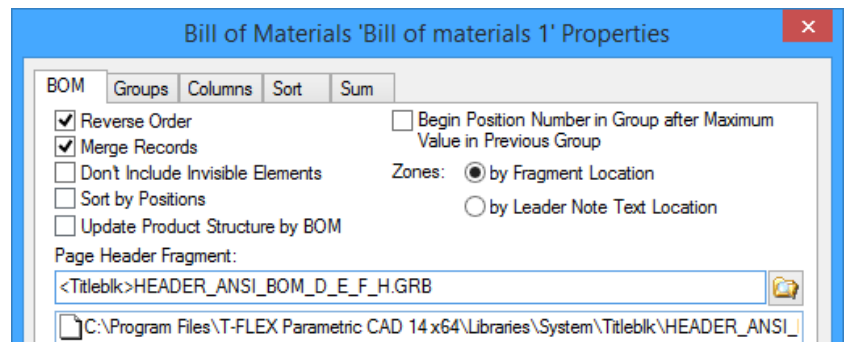 Bill of Materials 'Bill of materials 1' Properties
BOM Groups Columns Sort Sum
Reverse Order
Merge Records
Don't Include Invisible Elements
Sort by Positions
Update Product Structure by BOM
Begin Position Number in Group after Maximum
Value in Previous Group
Zones: by Fragment Location
by Leader Note Text Location
Page Header Fragment:
<Titleblk>HEADER_ANSI_BOM_D_E_F_H.GRB
C:\Program Files\T-FLEX Parametric CAD 14 x64\Libraries\System\Titleblk\HEADER_ANSI_